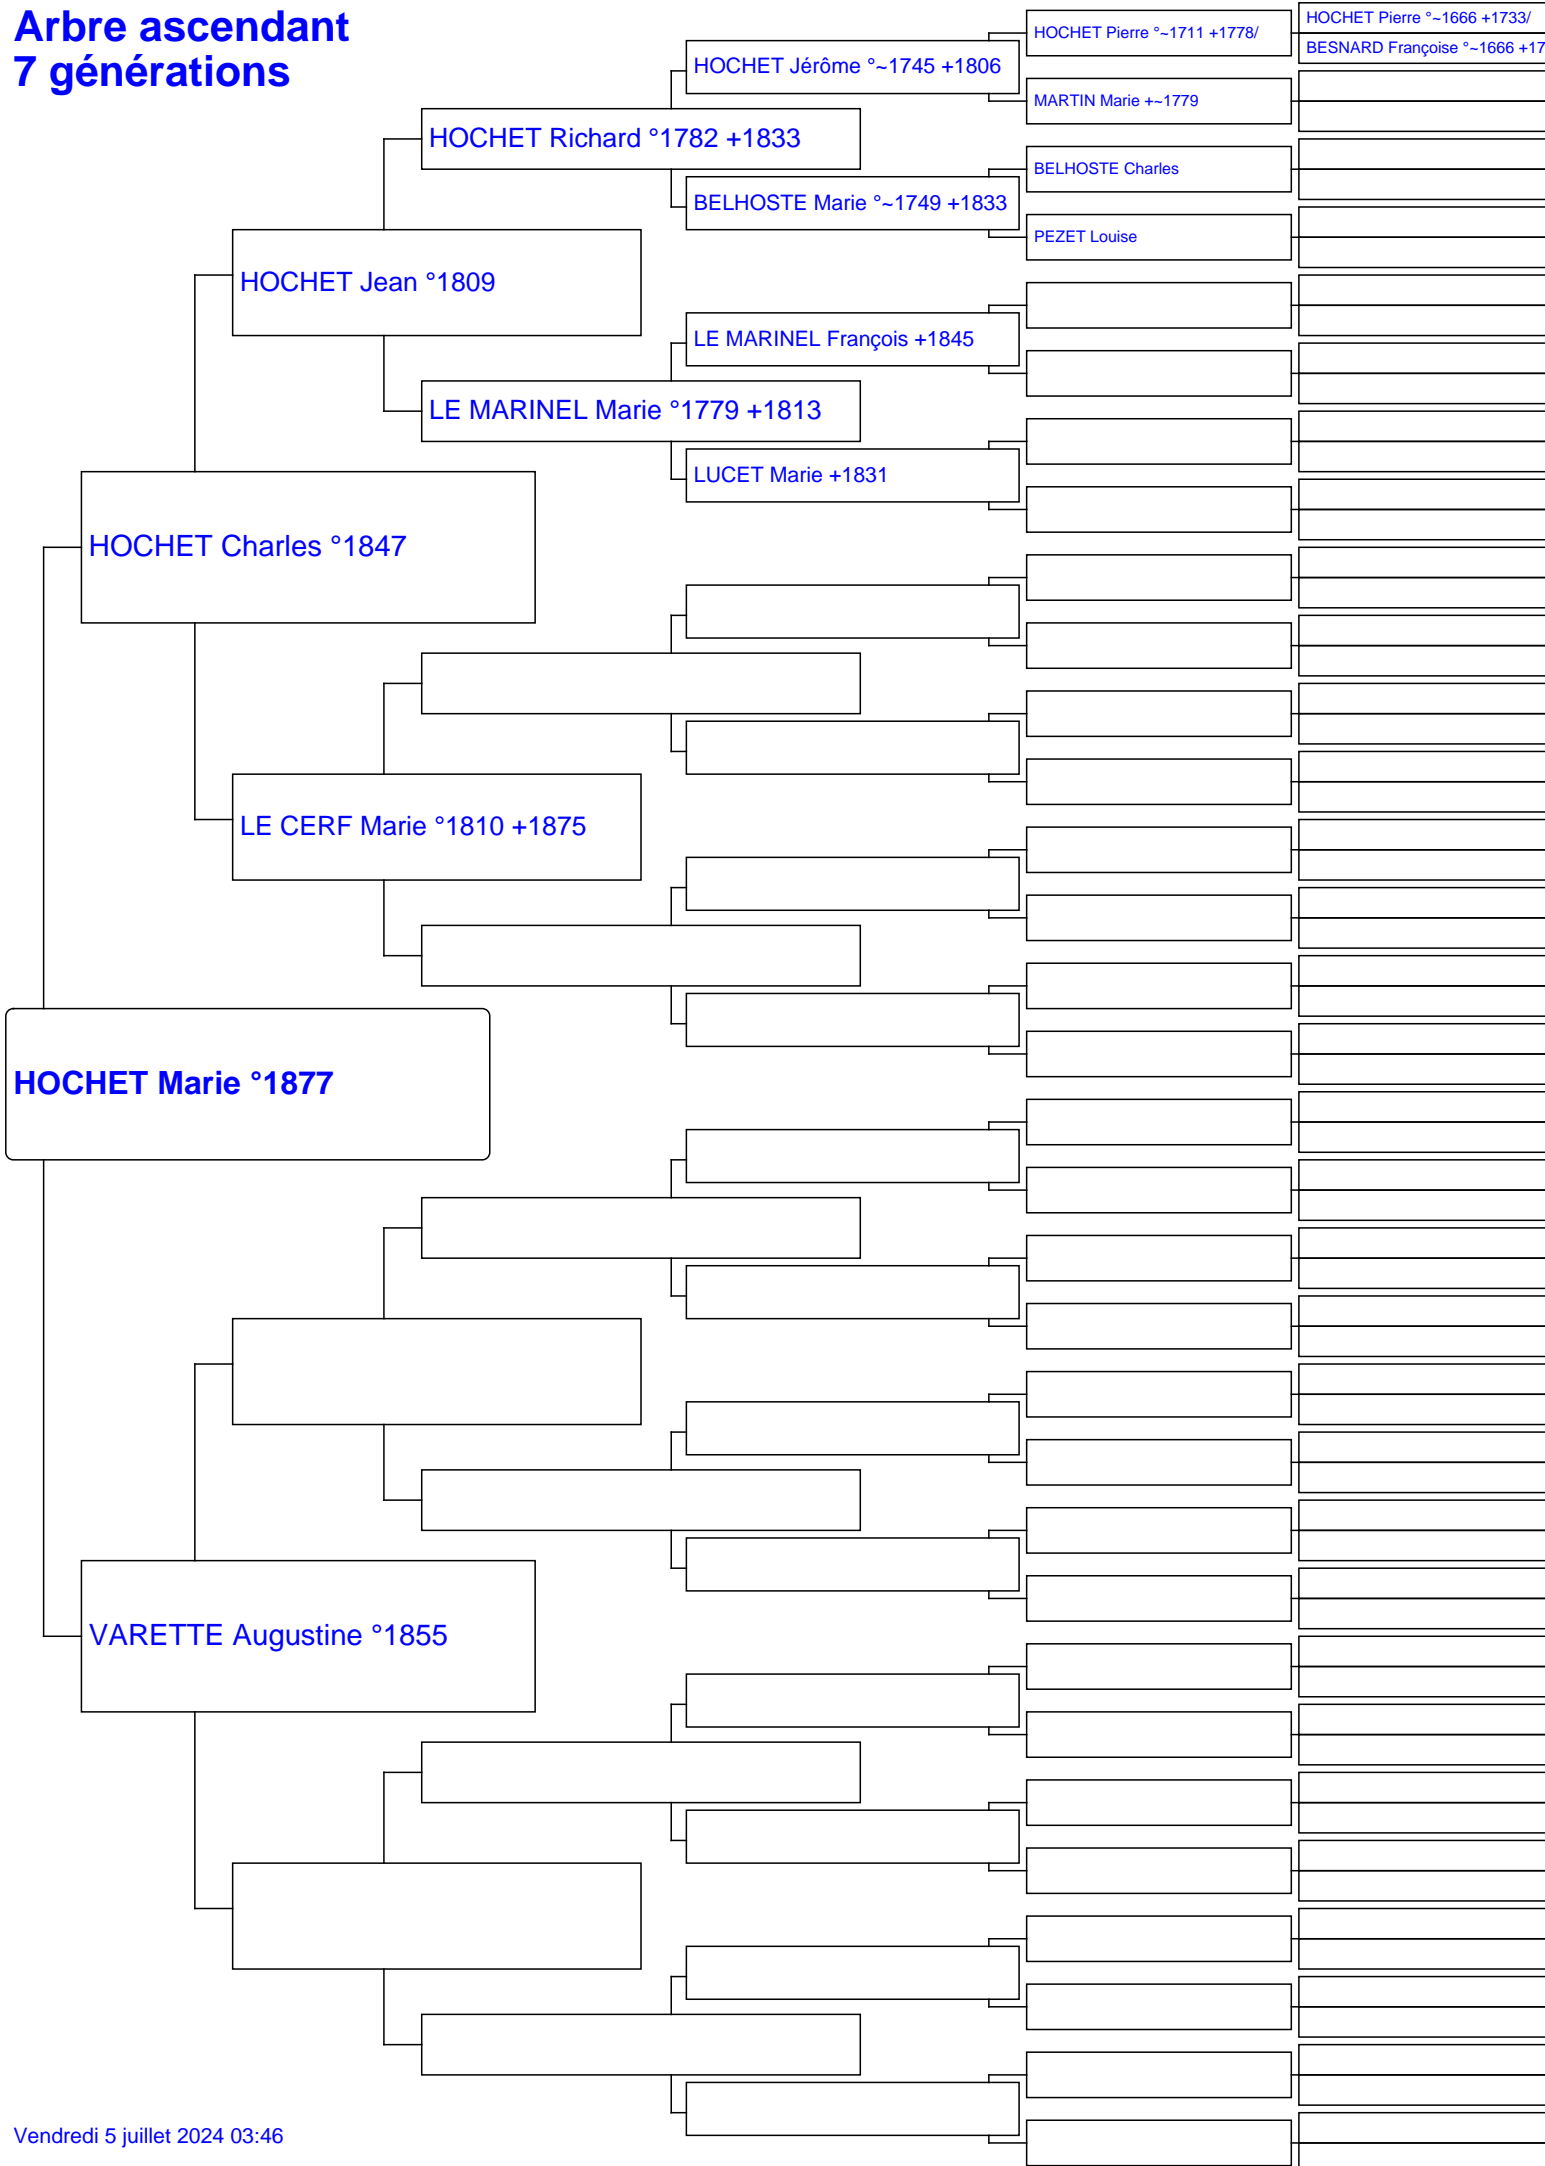 Arbre ascendant
7 générations
HOCHET Pierre °~1666 +1733/
HOCHET Pierre °~1711 +1778/
BESNARD Françoise °~1666 +17
HOCHET Jérôme °~1745 +1806
MARTIN Marie +~1779
HOCHET Richard °1782 +1833
BELHOSTE Charles
BELHOSTE Marie °~1749 +1833
PEZET Louise
HOCHET Jean °1809
LE MARINEL François +1845
LE MARINEL Marie °1779 +1813
LUCET Marie +1831
HOCHET Charles °1847
LE CERF Marie °1810 +1875
HOCHET Marie °1877
VARETTE Augustine °1855
Vendredi 5 juillet 2024 03:46